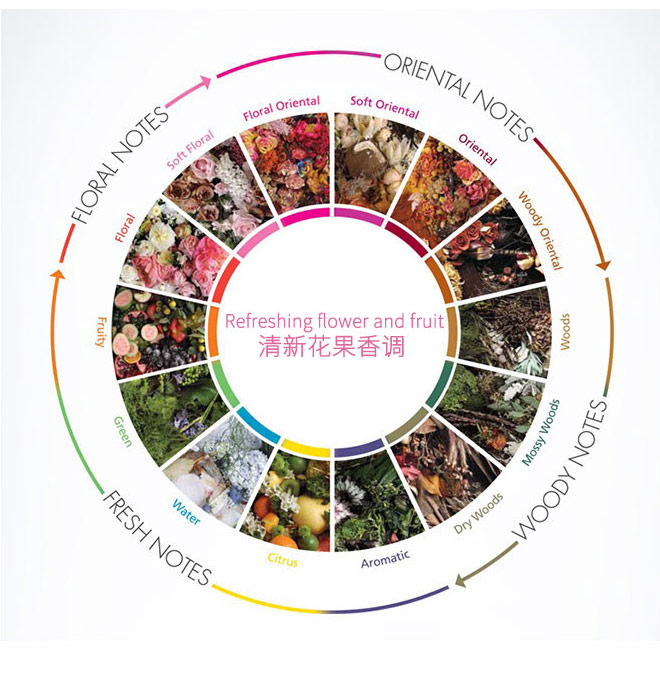 ORIENTAL NOTES
WOODY NOTES
FRESH NOTES
FLORAL NOTES
Soft Oriental
Oriental
Woody Oriental
Woods
Mossy Woods
Dry Woods
Aromatic
Citrus
Water
Green
Fruity
Floral
Soft Floral
Floral Oriental
Refreshing flower and fruit
清新花果香调